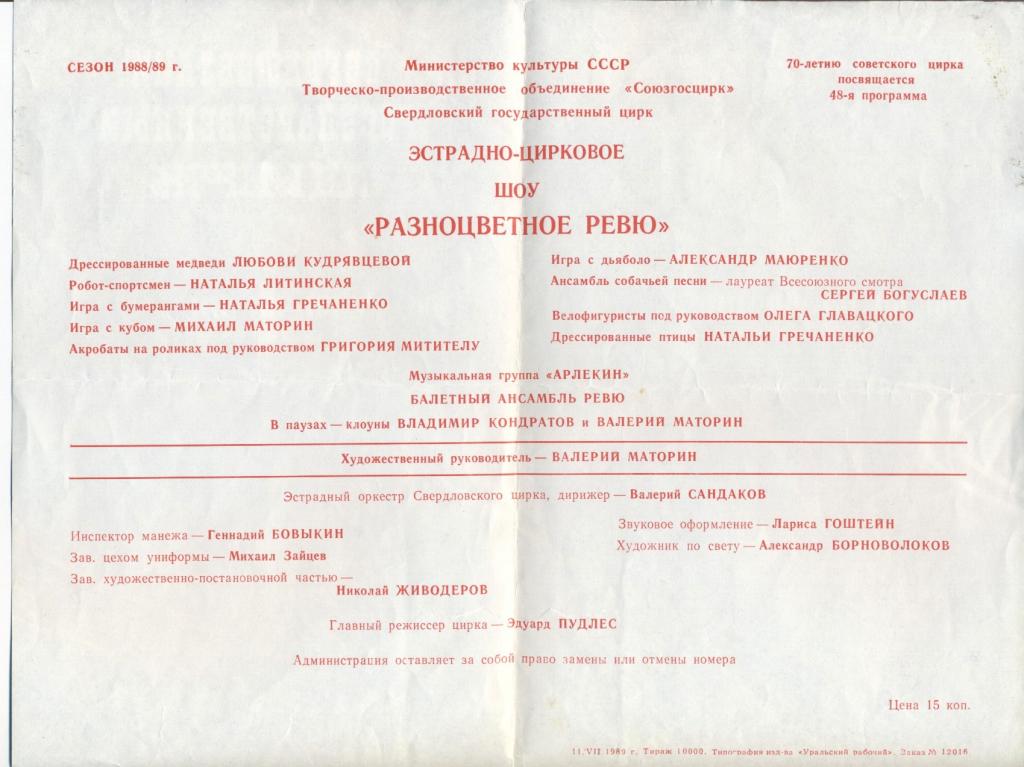 СЕЗОН 1988/89 г.
Министерство культуры СССР
Творческо-производственное объединение «Союзгосцирк»
Свердловский государственный цирк
70-летию советского цирка
посвящается
48-я программа
ЭСТРАДНО-ЦИРКОВОЕ
ШОУ
«РАЗНОЦВЕТНОЕ РЕВЮ»
Дрессированные медведи ЛЮБОВИ КУДРЯВЦЕВОЙ
Робот-спортсмен — НАТАЛЬЯ ЛИТИНСКАЯ
Игра с бумерангами — НАТАЛЬЯ ГРЕЧАНЕНКО
Игра с кубом — МИХАИЛ МАТОРИН
Акробаты на роликах под руководством ГРИГОРИЯ МИТИТЕЛУ
Игра с дьяболо — АЛЕКСАНДР МАЮРЕНКО
Ансамбль собачьей песни — лауреат Всесоюзного смотра
СЕРГЕЙ БОГУСЛАЕВ
Велофигуристы под руководством ОЛЕГА ГЛАВАЦКОГО
Дрессированные птицы НАТАЛЬИ ГРЕЧАНЕНКО
Музыкальная группа «АРЛЕКИН»
БАЛЕТНЫЙ АНСАМБЛЬ РЕВЮ
В паузах — клоуны ВЛАДИМИР КОНДРАТОВ и ВАЛЕРИЙ МАТОРИН
Художественный руководитель — ВАЛЕРИЙ МАТОРИН
Эстрадный оркестр Свердловского цирка, дирижер — Валерий САНДАКОВ
Инспектор манежа — Геннадий БОВЫКИН
Зав. цехом униформы — Михаил Зайцев
Зав. художественно-постановочной частью —
Николай ЖИВОДЕРОВ
Звуковое оформление — Лариса ГОШТЕЙН
Художник по свету — Александр БОРНОВОЛОКОВ
Главный режиссер цирка — Эдуард ПУДЛЕС
Администрация оставляет за собой право замены или отмены номера
Цена 15 коп.
11.VII 1989 г. Тираж 10000. Типография изд-ва «Уральский рабочий». Заказ № 12016